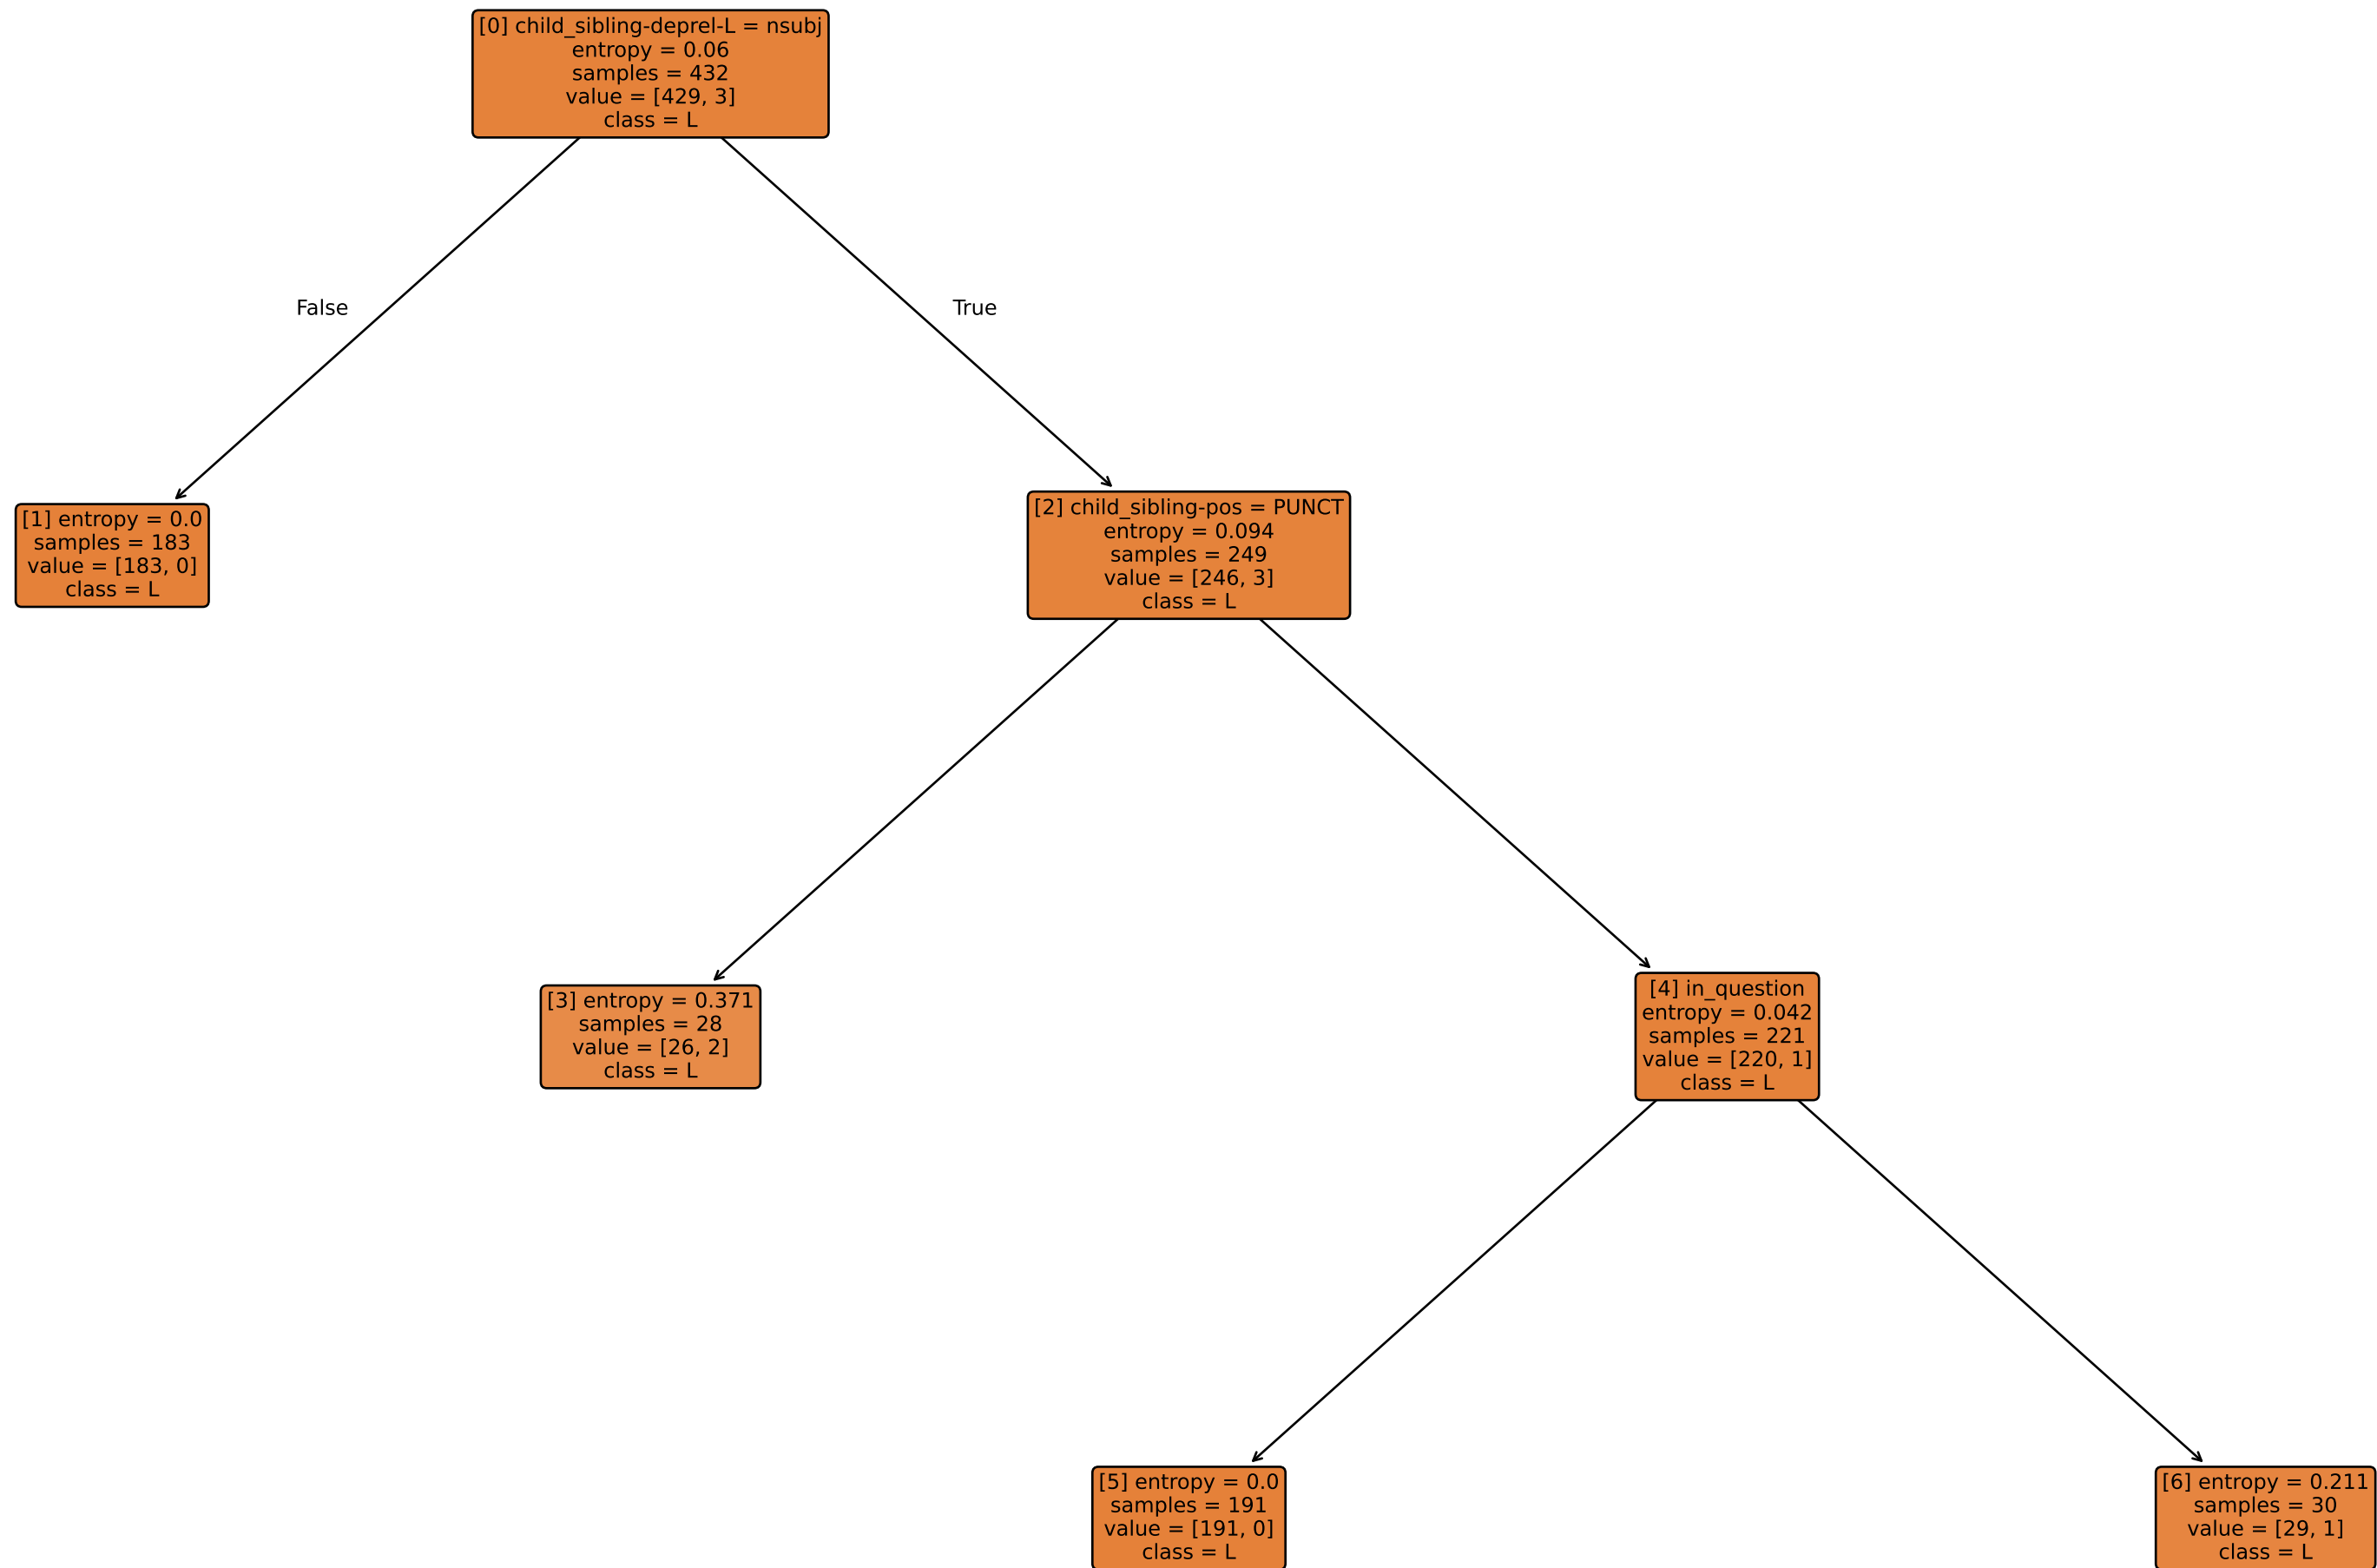 [0] child_sibling-deprel-L = nsubj
entropy = 0.06
samples = 432
value = [429, 3]
class = L
False
True
[1] entropy = 0.0
samples = 183
value = [183, 0]
class = L
[2] child_sibling-pos = PUNCT
entropy = 0.094
samples = 249
value = [246, 3]
class = L
[3] entropy = 0.371
samples = 28
value = [26, 2]
class = L
[4] in_question
entropy = 0.042
samples = 221
value = [220, 1]
class = L
[5] entropy = 0.0
samples = 191
value = [191, 0]
class = L
[6] entropy = 0.211
samples = 30
value = [29, 1]
class = L